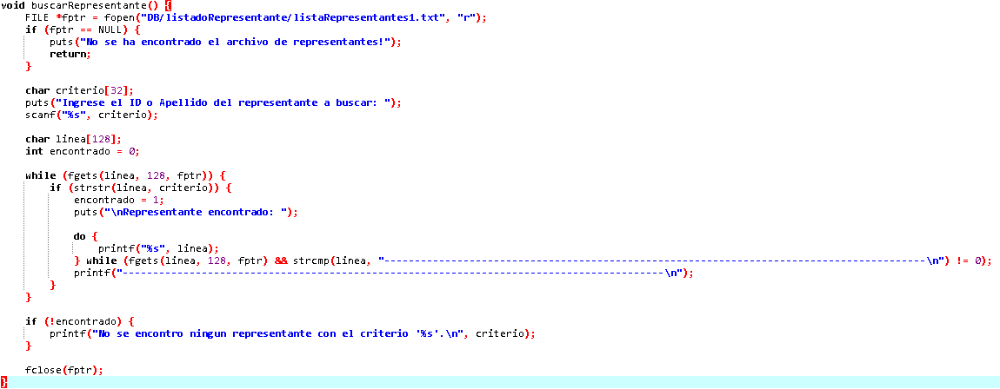 void buscarRepresentante() {
    FILE *fptr = fopen("DB/listadoRepresentante/listaRepresentantes1.txt", "r");
    if (fptr == NULL) {
        puts("No se ha encontrado el archivo de representantes!");
        return;
    }

    char criterio[32];
    puts("Ingrese el ID o Apellido del representante a buscar: ");
    scanf("%s", criterio);

    char linea[128];
    int encontrado = 0;

    while (fgets(linea, 128, fptr)) {
        if (strstr(linea, criterio)) {
            encontrado = 1;
            puts("\nRepresentante encontrado: ");

            do {
                printf("%s", linea);
            } while (fgets(linea, 128, fptr) && strcmp(linea, "-----------------------------------------------------------------------------------------\n") != 0);
            printf("-----------------------------------------------------------------------------------------\n");
        }
    }

    if (!encontrado) {
        printf("No se encontro ningun representante con el criterio '%s'.\n", criterio);
    }

    fclose(fptr);
}